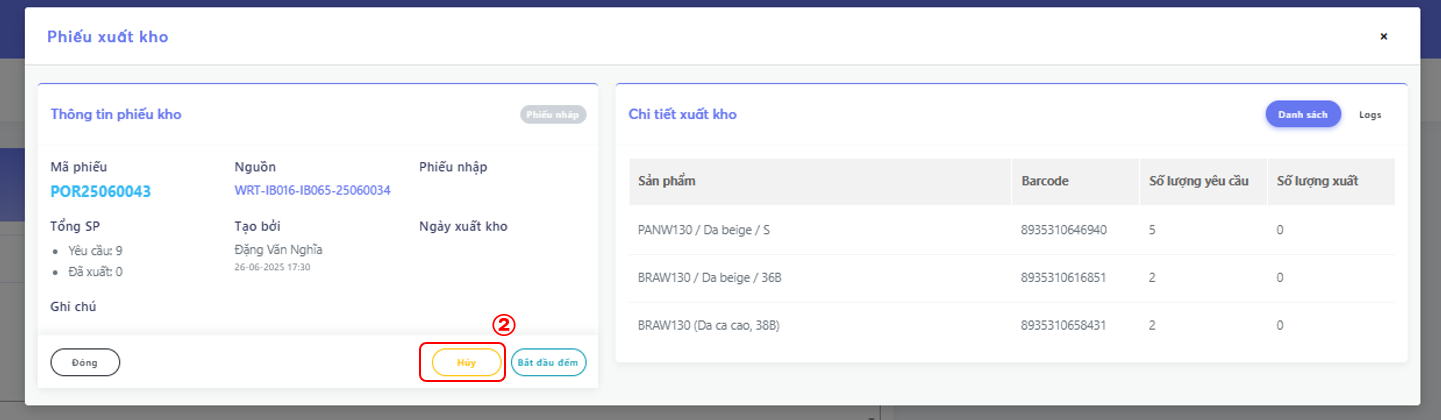 Phiếu xuất kho
×
Thông tin phiếu kho
Phiếu nháp
Mã phiếu
Nguồn
Phiếu nhập
POR25060043
WRT-IB016-IB065-25060034
Tổng SP
Tạo bởi
Ngày xuất kho
Yêu cầu: 9
Đặng Văn Nghĩa
Đã xuất: 0
26-06-2025 17:30
Ghi chú
②
Đóng
Hủy
Bắt đầu đếm
Chi tiết xuất kho
Danh sách
Logs
Sản phẩm Barcode Số lượng yêu cầu Số lượng xuất
PANW130 / Da beige / S 8935310646940 5 0
BRAW130 / Da beige / 36B 8935310616851 2 0
BRAW130 (Da ca cao, 38B) 8935310658431 2 0